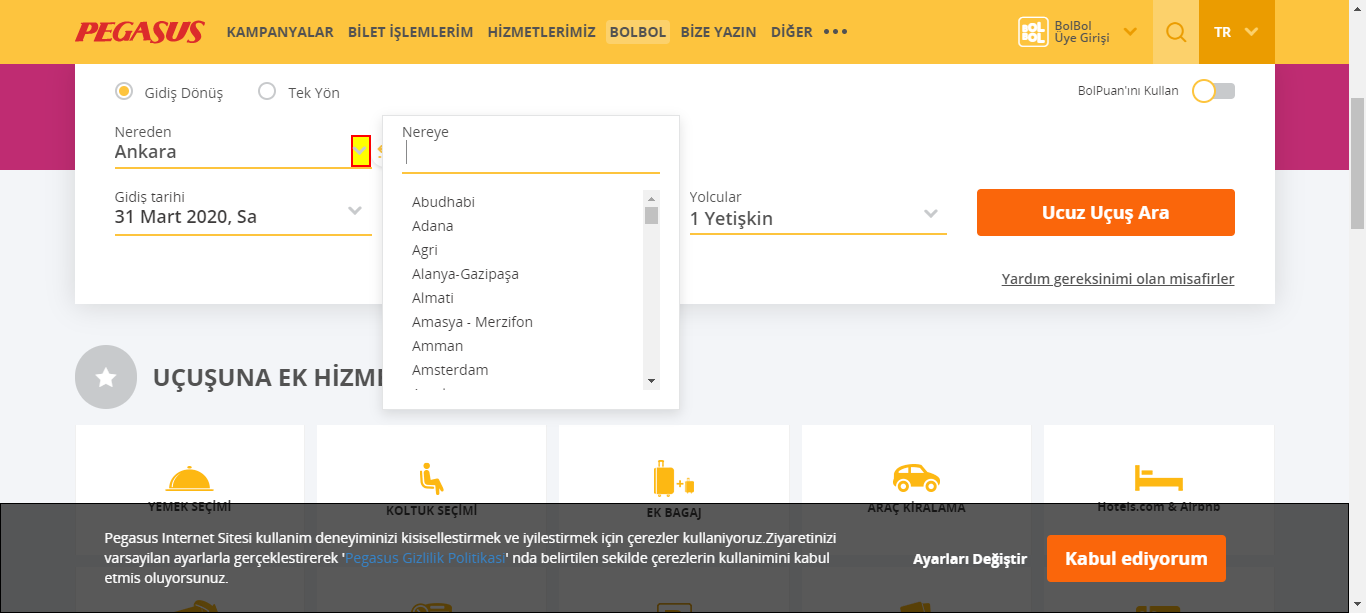 PEGASUS KAMPANYALAR BİLET İŞLEMLERİM HİZMETLERİMİZ BOLBOL BİZE YAZIN DİĞER
BOL BOL
BolBol
Üye Girişi
TR
Gidiş Dönüş Tek Yön
BolPuan'ını Kullan
Nereden
Ankara
Nereye
Abudhabi
Adana
Agri
Alanya-Gazipaşa
Almati
Amasya - Merzifon
Amman
Amsterdam
Gidiş tarihi
31 Mart 2020, Sa
Yolcular
1 Yetişkin
Ucuz Uçuş Ara
Yardım gereksinimi olan misafirler
UÇUŞUNA EK
YEMEK SEÇİMİ
KOLTUK SEÇİMİ
EK BAGAJ
ARAÇ KİRALAMA
Hotels.com & Airbnb
Pegasus Internet Sitesi kullanim deneyiminizi kisisellestirmek ve iyilestirmek için çerezler kullaniyoruz.Ziyaretinizi
varsayilan ayarlarla gerçeklestirerek 'Pegasus Gizlilik Politikasi' nda belirtilen sekilde çerezlerin kullanimini kabul
etmis oluyorsunuz.
Ayarları Değiştir
Kabul ediyorum